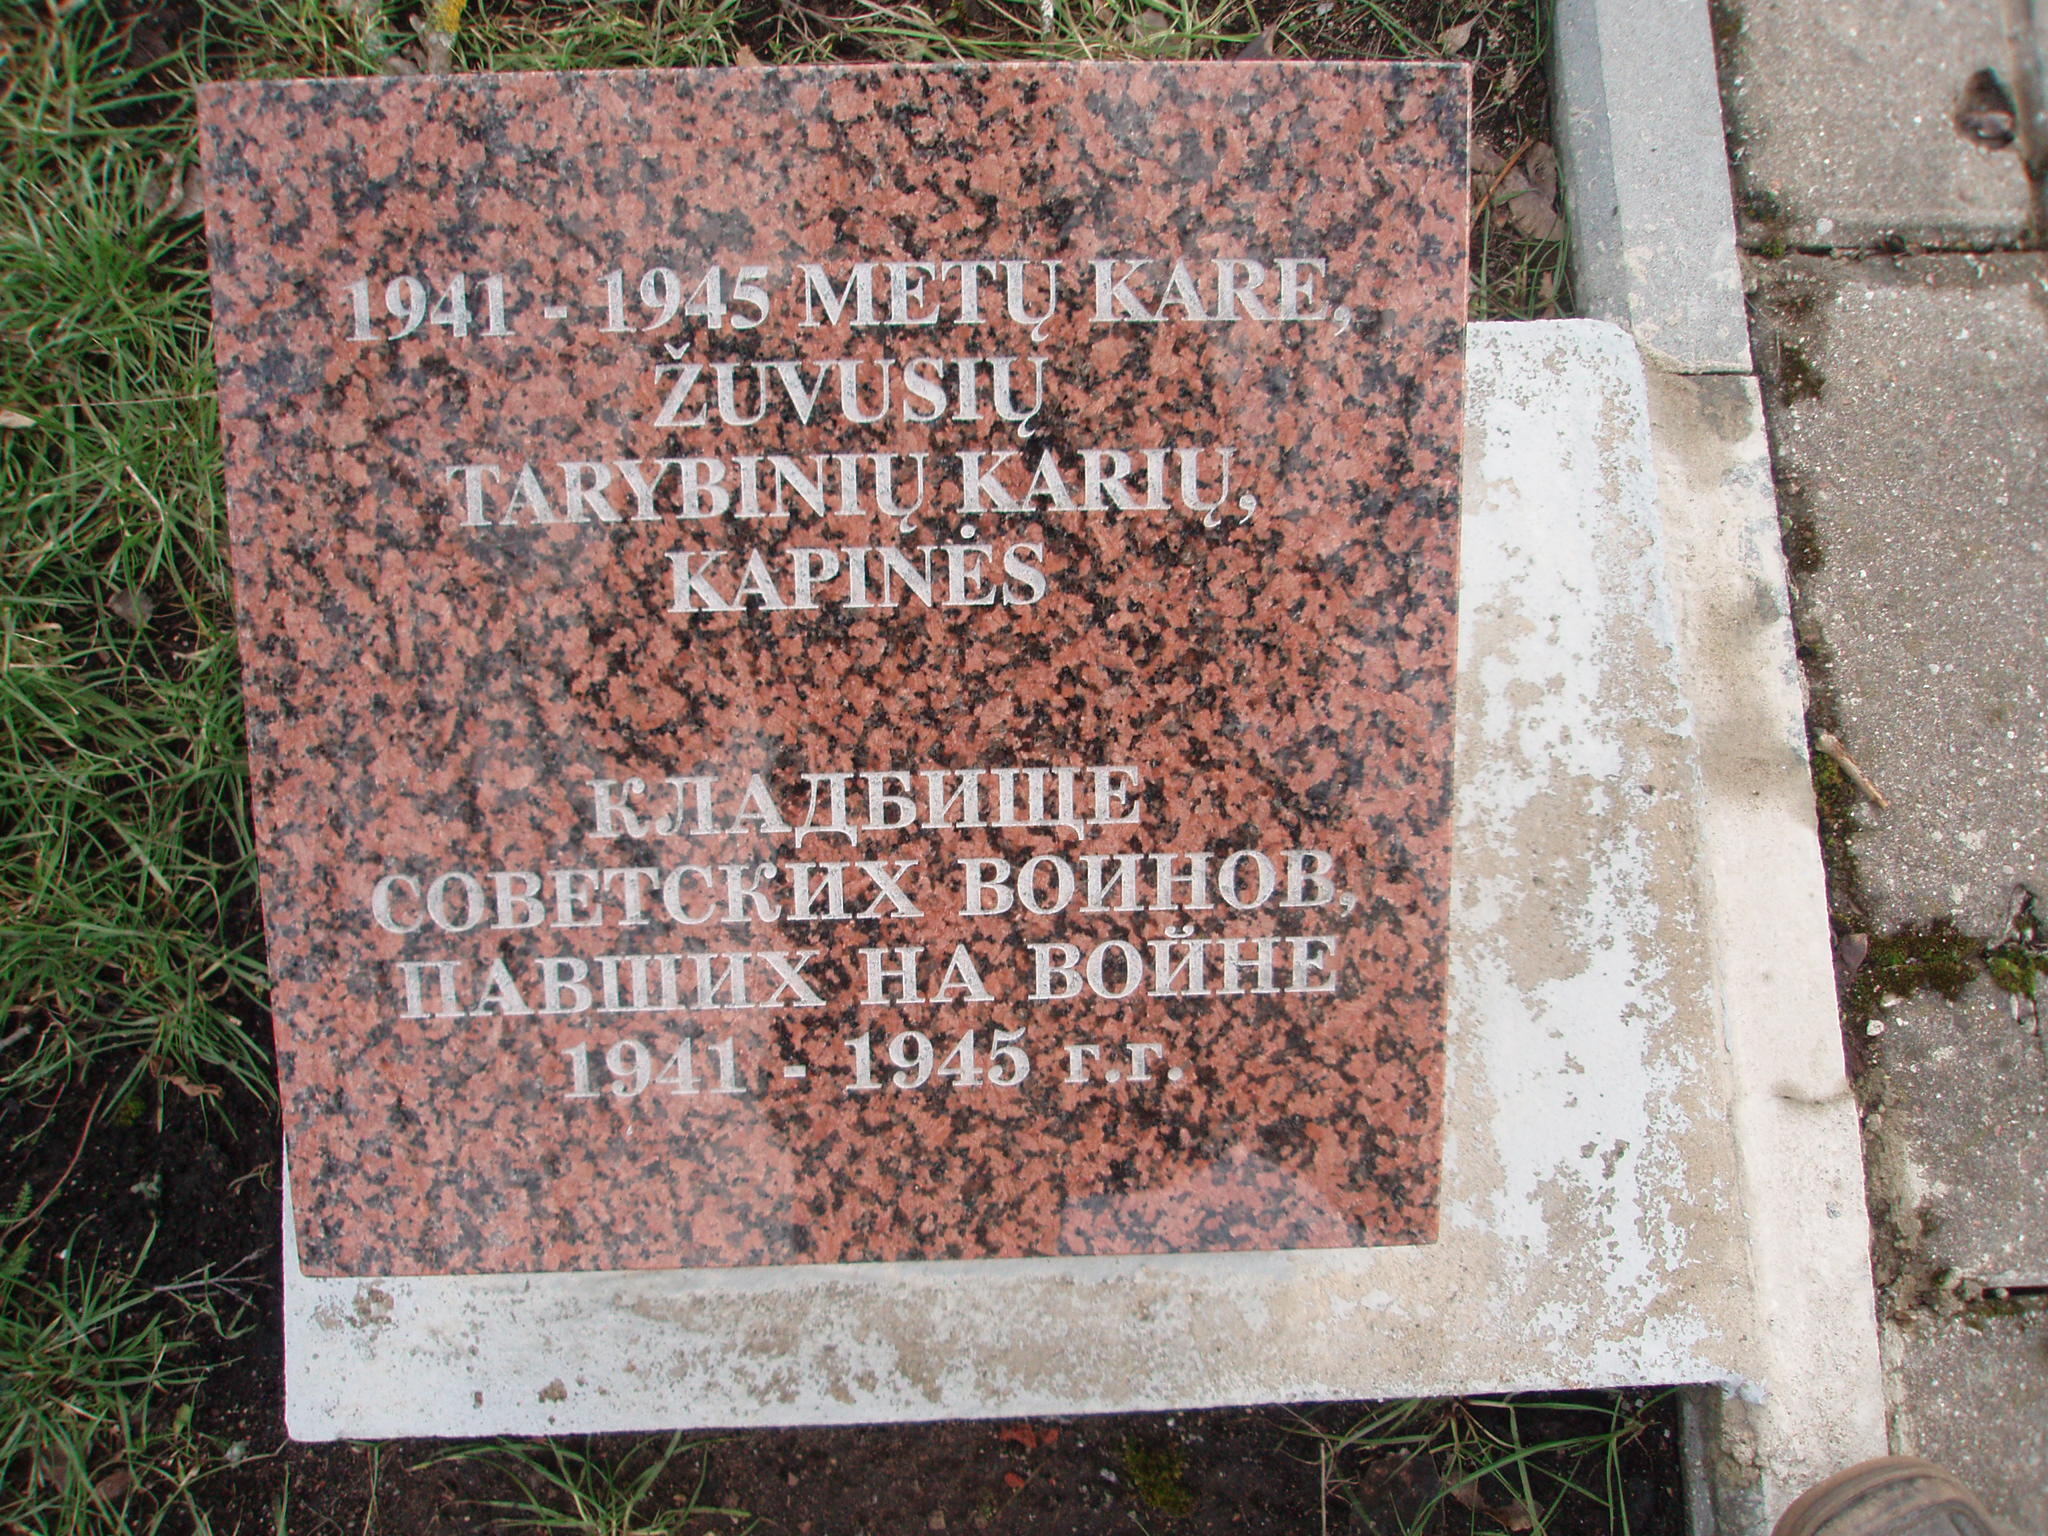 1941 - 1945 METŲ KARE,
ŽUVUSIŲ
TARYBINIŲ KARIŲ,
KAPINĖS
КЛАДБИЩЕ
СОВЕТСКИХ ВОИНОВ,
ПАВШИХ НА ВОЙНЕ
1941 - 1945 г.г.